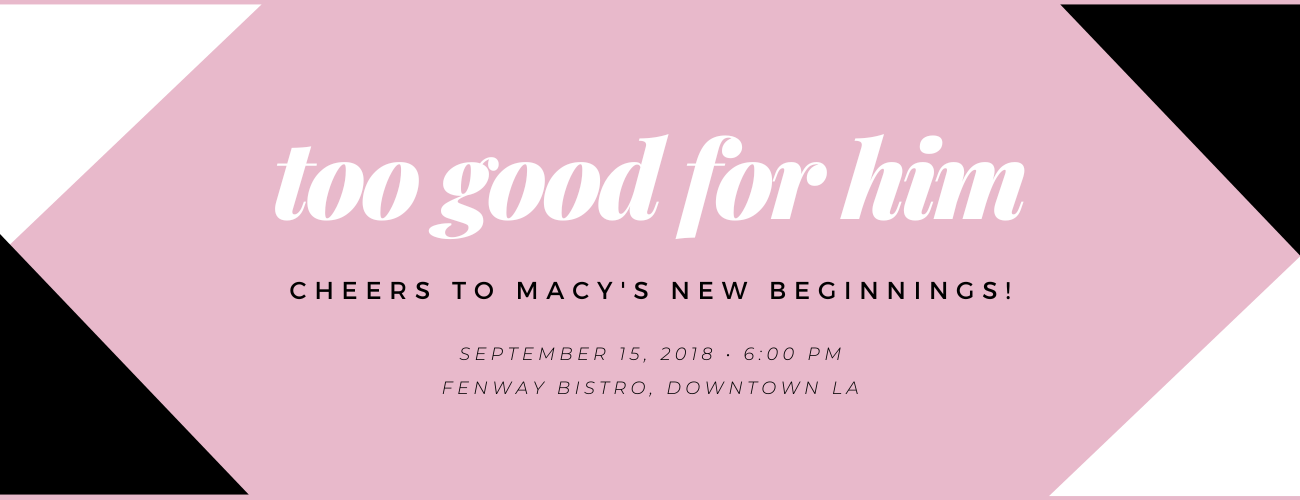 too good for him
CHEERS TO MACY'S NEW BEGINNINGS!
SEPTEMBER 15, 2018 • 6:00 PM
FENWAY BISTRO, DOWNTOWN LA